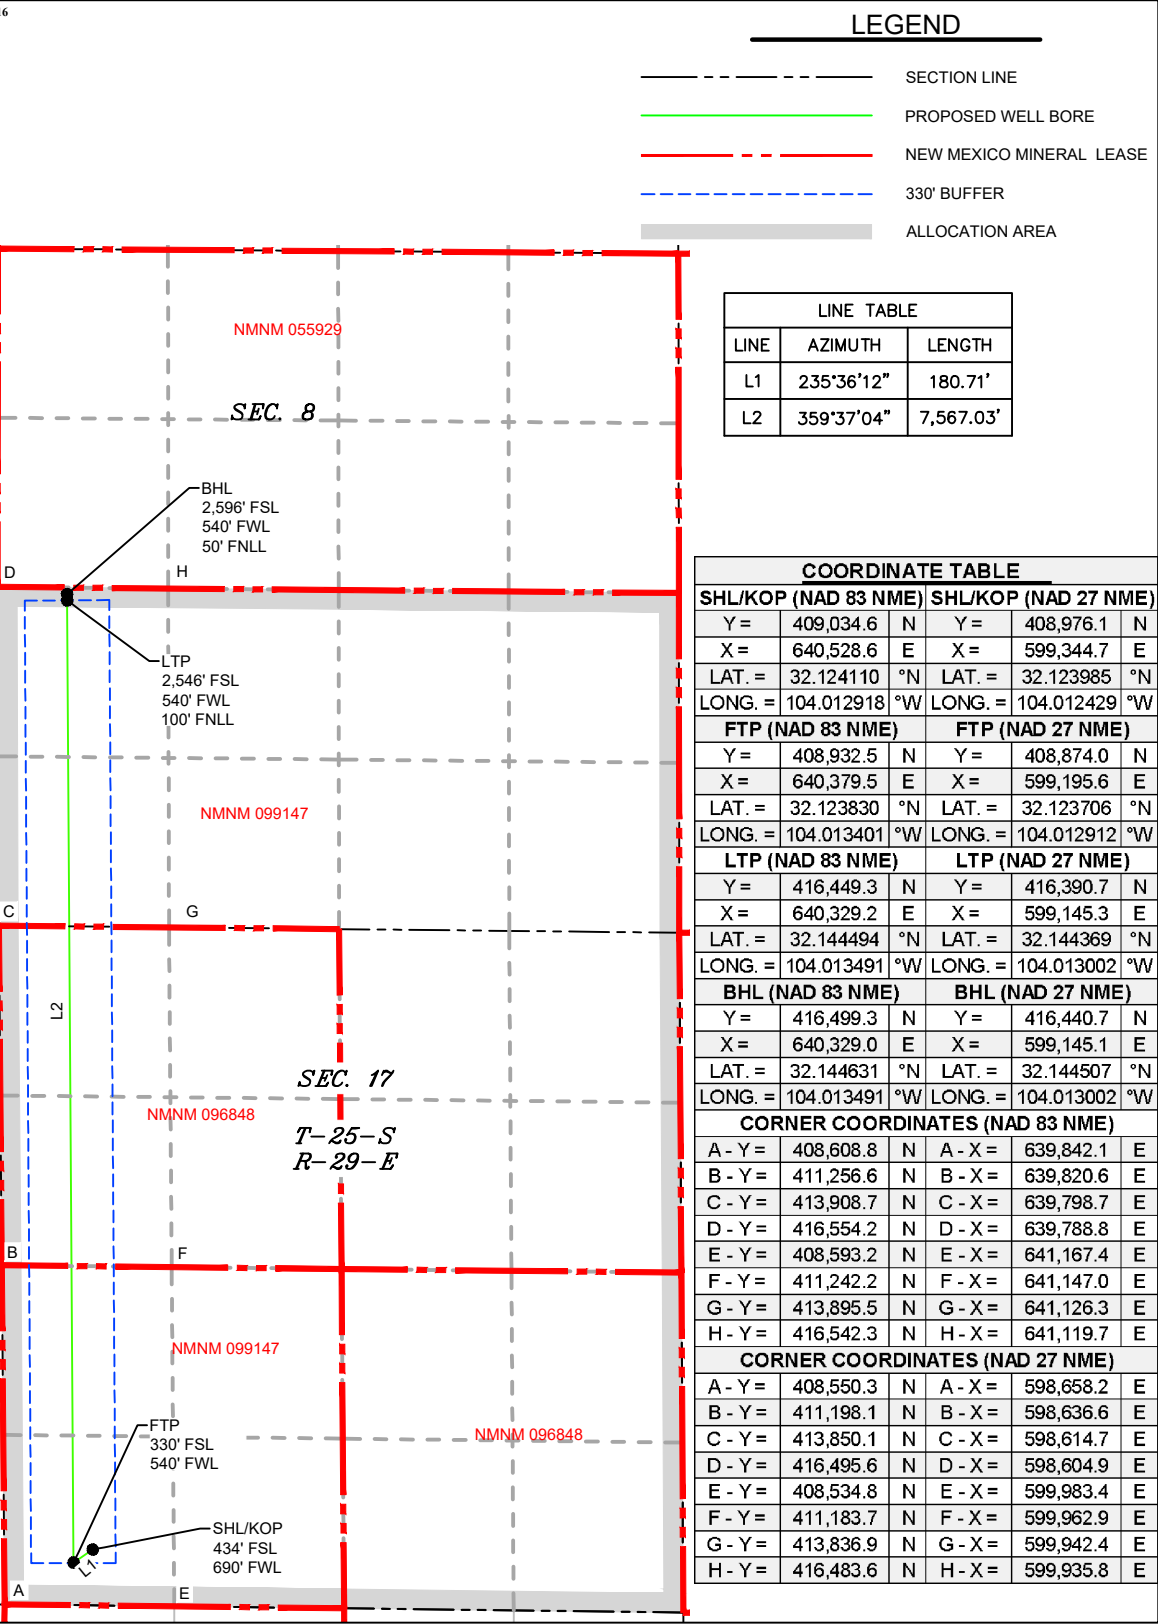 16
LEGEND
SECTION LINE
PROPOSED WELL BORE
NEW MEXICO MINERAL LEASE
330' BUFFER
ALLOCATION AREA
LINE TABLE
LINE AZIMUTH LENGTH
L1 235°36'12" 180.71'
L2 359°37'04" 7,567.03'
NMNM 055929
SEC. 8
BHL
2,596' FSL
540' FWL
50' FNLL
D H
LTP
2,546' FSL
540' FWL
100' FNLL
NMNM 099147
C G
L2
SEC. 17
NMNM 096848
T-25-S
R-29-E
B F
NMNM 099147
FTP
330' FSL
540' FWL
NMNM 096848
SHL/KOP
434' FSL
690' FWL
L1
A E
COORDINATE TABLE
SHL/KOP (NAD 83 NME) SHL/KOP (NAD 27 NME)
Y = 409,034.6 N Y = 408,976.1 N
X = 640,528.6 E X = 599,344.7 E
LAT. = 32.124110 °N LAT. = 32.123985 °N
LONG. = 104.012918 °W LONG. = 104.012429 °W
FTP (NAD 83 NME) FTP (NAD 27 NME)
Y = 408,932.5 N Y = 408,874.0 N
X = 640,379.5 E X = 599,195.6 E
LAT. = 32.123830 °N LAT. = 32.123706 °N
LONG. = 104.013401 °W LONG. = 104.012912 °W
LTP (NAD 83 NME) LTP (NAD 27 NME)
Y = 416,449.3 N Y = 416,390.7 N
X = 640,329.2 E X = 599,145.3 E
LAT. = 32.144494 °N LAT. = 32.144369 °N
LONG. = 104.013491 °W LONG. = 104.013002 °W
BHL (NAD 83 NME) BHL (NAD 27 NME)
Y = 416,499.3 N Y = 416,440.7 N
X = 640,329.0 E X = 599,145.1 E
LAT. = 32.144631 °N LAT. = 32.144507 °N
LONG. = 104.013491 °W LONG. = 104.013002 °W
CORNER COORDINATES (NAD 83 NME)
A - Y = 408,608.8 N A - X = 639,842.1 E
B - Y = 411,256.6 N B - X = 639,820.6 E
C - Y = 413,908.7 N C - X = 639,798.7 E
D - Y = 416,554.2 N D - X = 639,788.8 E
E - Y = 408,593.2 N E - X = 641,167.4 E
F - Y = 411,242.2 N F - X = 641,147.0 E
G - Y = 413,895.5 N G - X = 641,126.3 E
H - Y = 416,542.3 N H - X = 641,119.7 E
CORNER COORDINATES (NAD 27 NME)
A - Y = 408,550.3 N A - X = 598,658.2 E
B - Y = 411,198.1 N B - X = 598,636.6 E
C - Y = 413,850.1 N C - X = 598,614.7 E
D - Y = 416,495.6 N D - X = 598,604.9 E
E - Y = 408,534.8 N E - X = 599,983.4 E
F - Y = 411,183.7 N F - X = 599,962.9 E
G - Y = 413,836.9 N G - X = 599,942.4 E
H - Y = 416,483.6 N H - X = 599,935.8 E